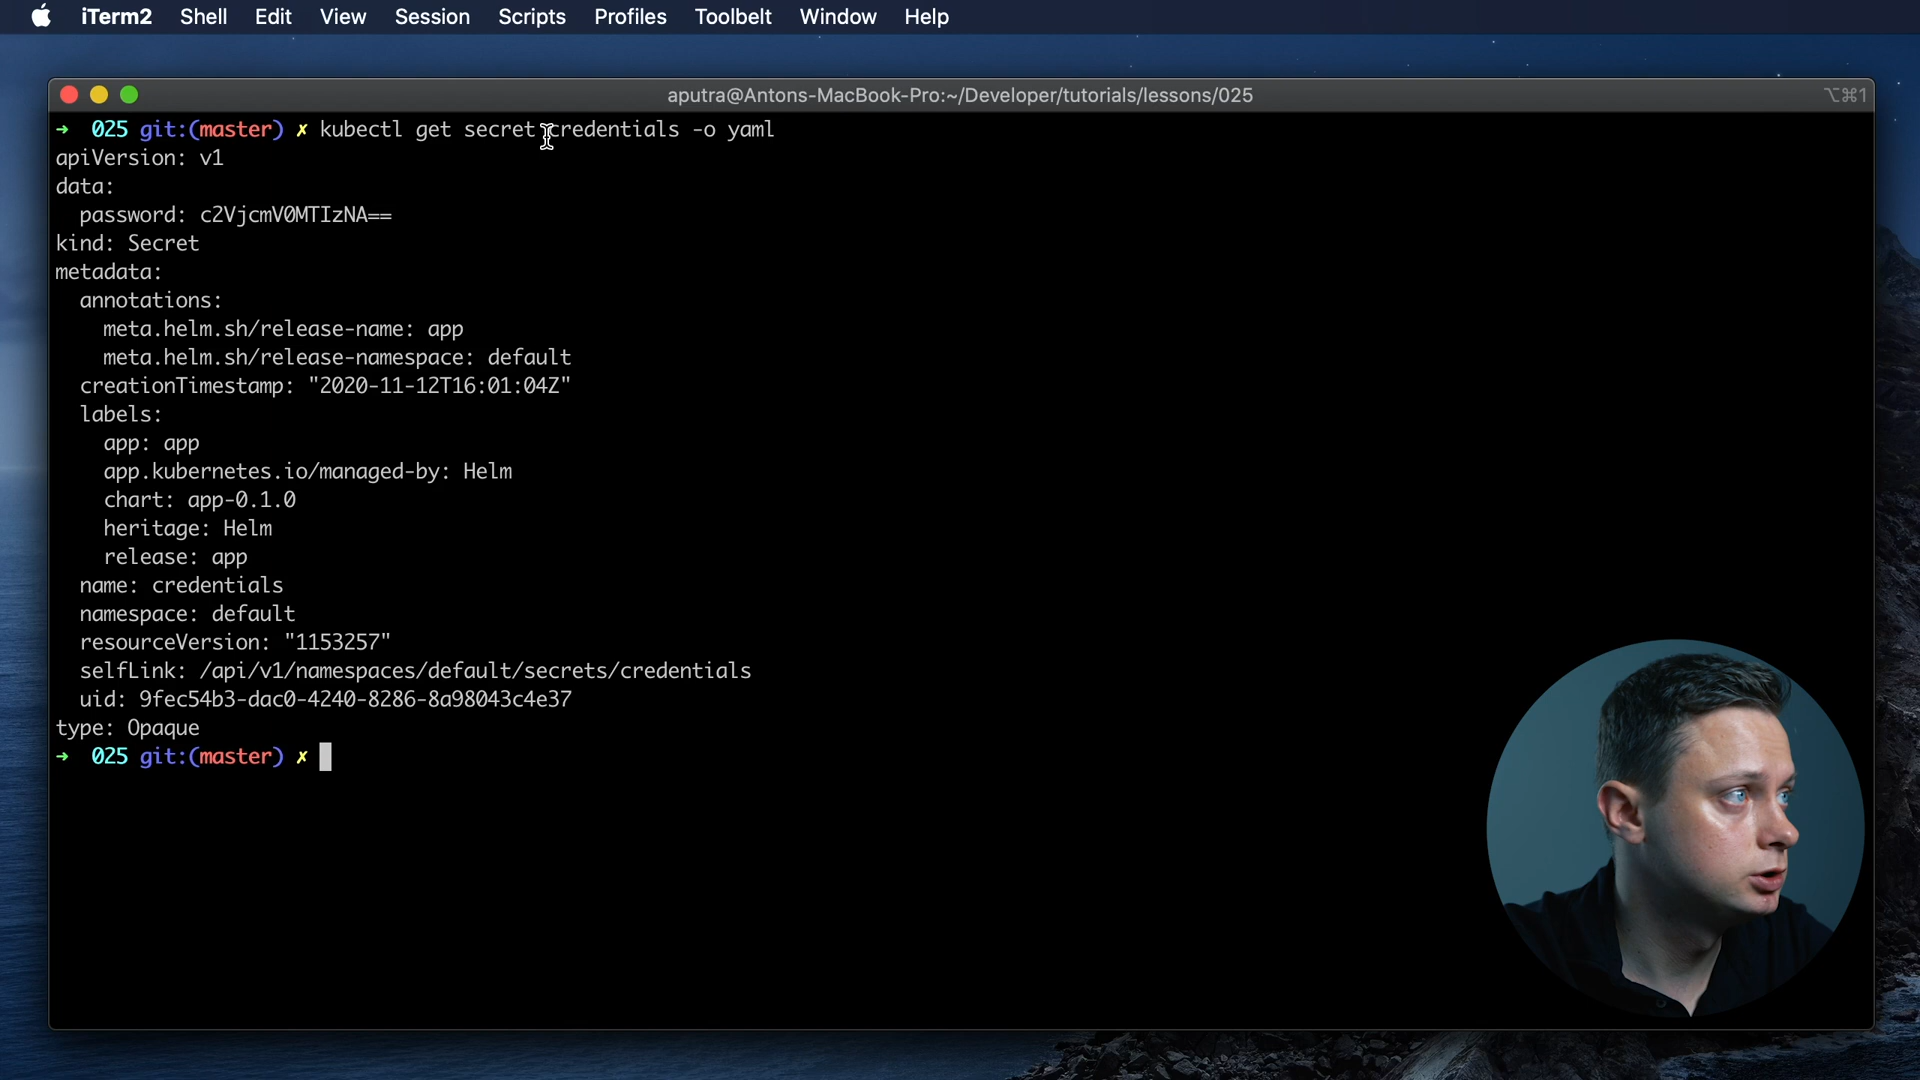 iTerm2 Shell Edit View Session Scripts Profiles Toolbelt Window Help
aputra@Antons-MacBook-Pro:~/Developer/tutorials/lessons/025 ⌥⌘1
➜ 025 git:(master) ✗ kubectl get secret credentials -o yaml
apiVersion: v1
data:
  password: c2VjcmV0MTIzNA==
kind: Secret
metadata:
  annotations:
    meta.helm.sh/release-name: app
    meta.helm.sh/release-namespace: default
  creationTimestamp: "2020-11-12T16:01:04Z"
  labels:
    app: app
    app.kubernetes.io/managed-by: Helm
    chart: app-0.1.0
    heritage: Helm
    release: app
  name: credentials
  namespace: default
  resourceVersion: "1153257"
  selfLink: /api/v1/namespaces/default/secrets/credentials
  uid: 9fec54b3-dac0-4240-8286-8a98043c4e37
type: Opaque
➜ 025 git:(master) ✗